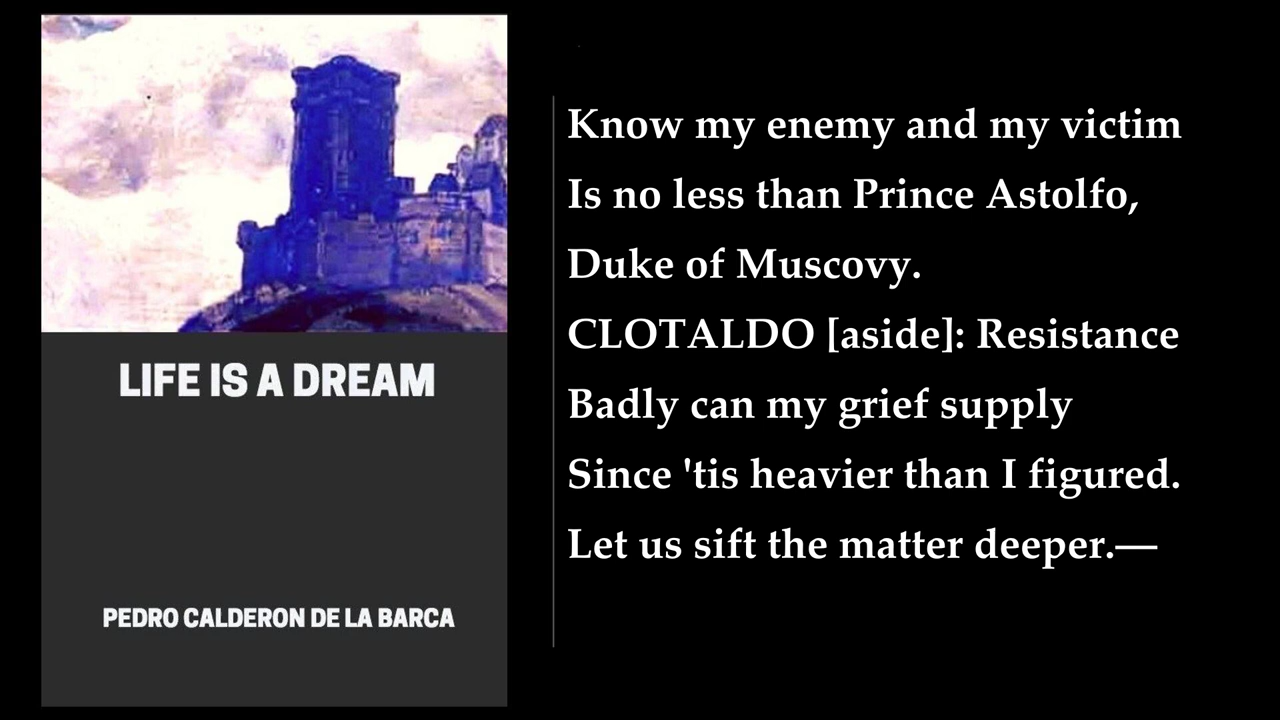 LIFE IS A DREAM
PEDRO CALDERON DE LA BARCA
Know my enemy and my victim
Is no less than Prince Astolfo,
Duke of Muscovy.
CLOTALDO [aside]: Resistance
Badly can my grief supply
Since 'tis heavier than I figured.
Let us sift the matter deeper.—